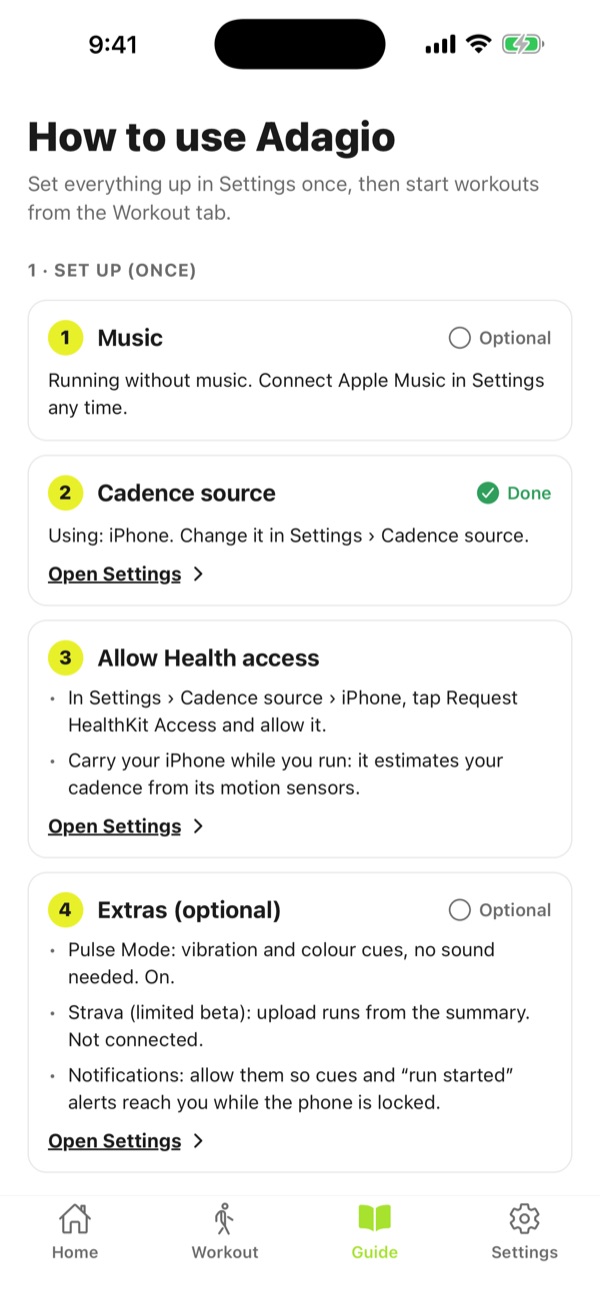 9:41
How to use Adagio
Set everything up in Settings once, then start workouts
from the Workout tab.
1 · SET UP (ONCE)
1 Music Optional
Running without music. Connect Apple Music in Settings
any time.
2 Cadence source Done
Using: iPhone. Change it in Settings › Cadence source.
Open Settings
3 Allow Health access
• In Settings › Cadence source › iPhone, tap Request
HealthKit Access and allow it.
• Carry your iPhone while you run: it estimates your
cadence from its motion sensors.
Open Settings
4 Extras (optional) Optional
• Pulse Mode: vibration and colour cues, no sound
needed. On.
• Strava (limited beta): upload runs from the summary.
Not connected.
• Notifications: allow them so cues and “run started”
alerts reach you while the phone is locked.
Open Settings
Home Workout Guide Settings